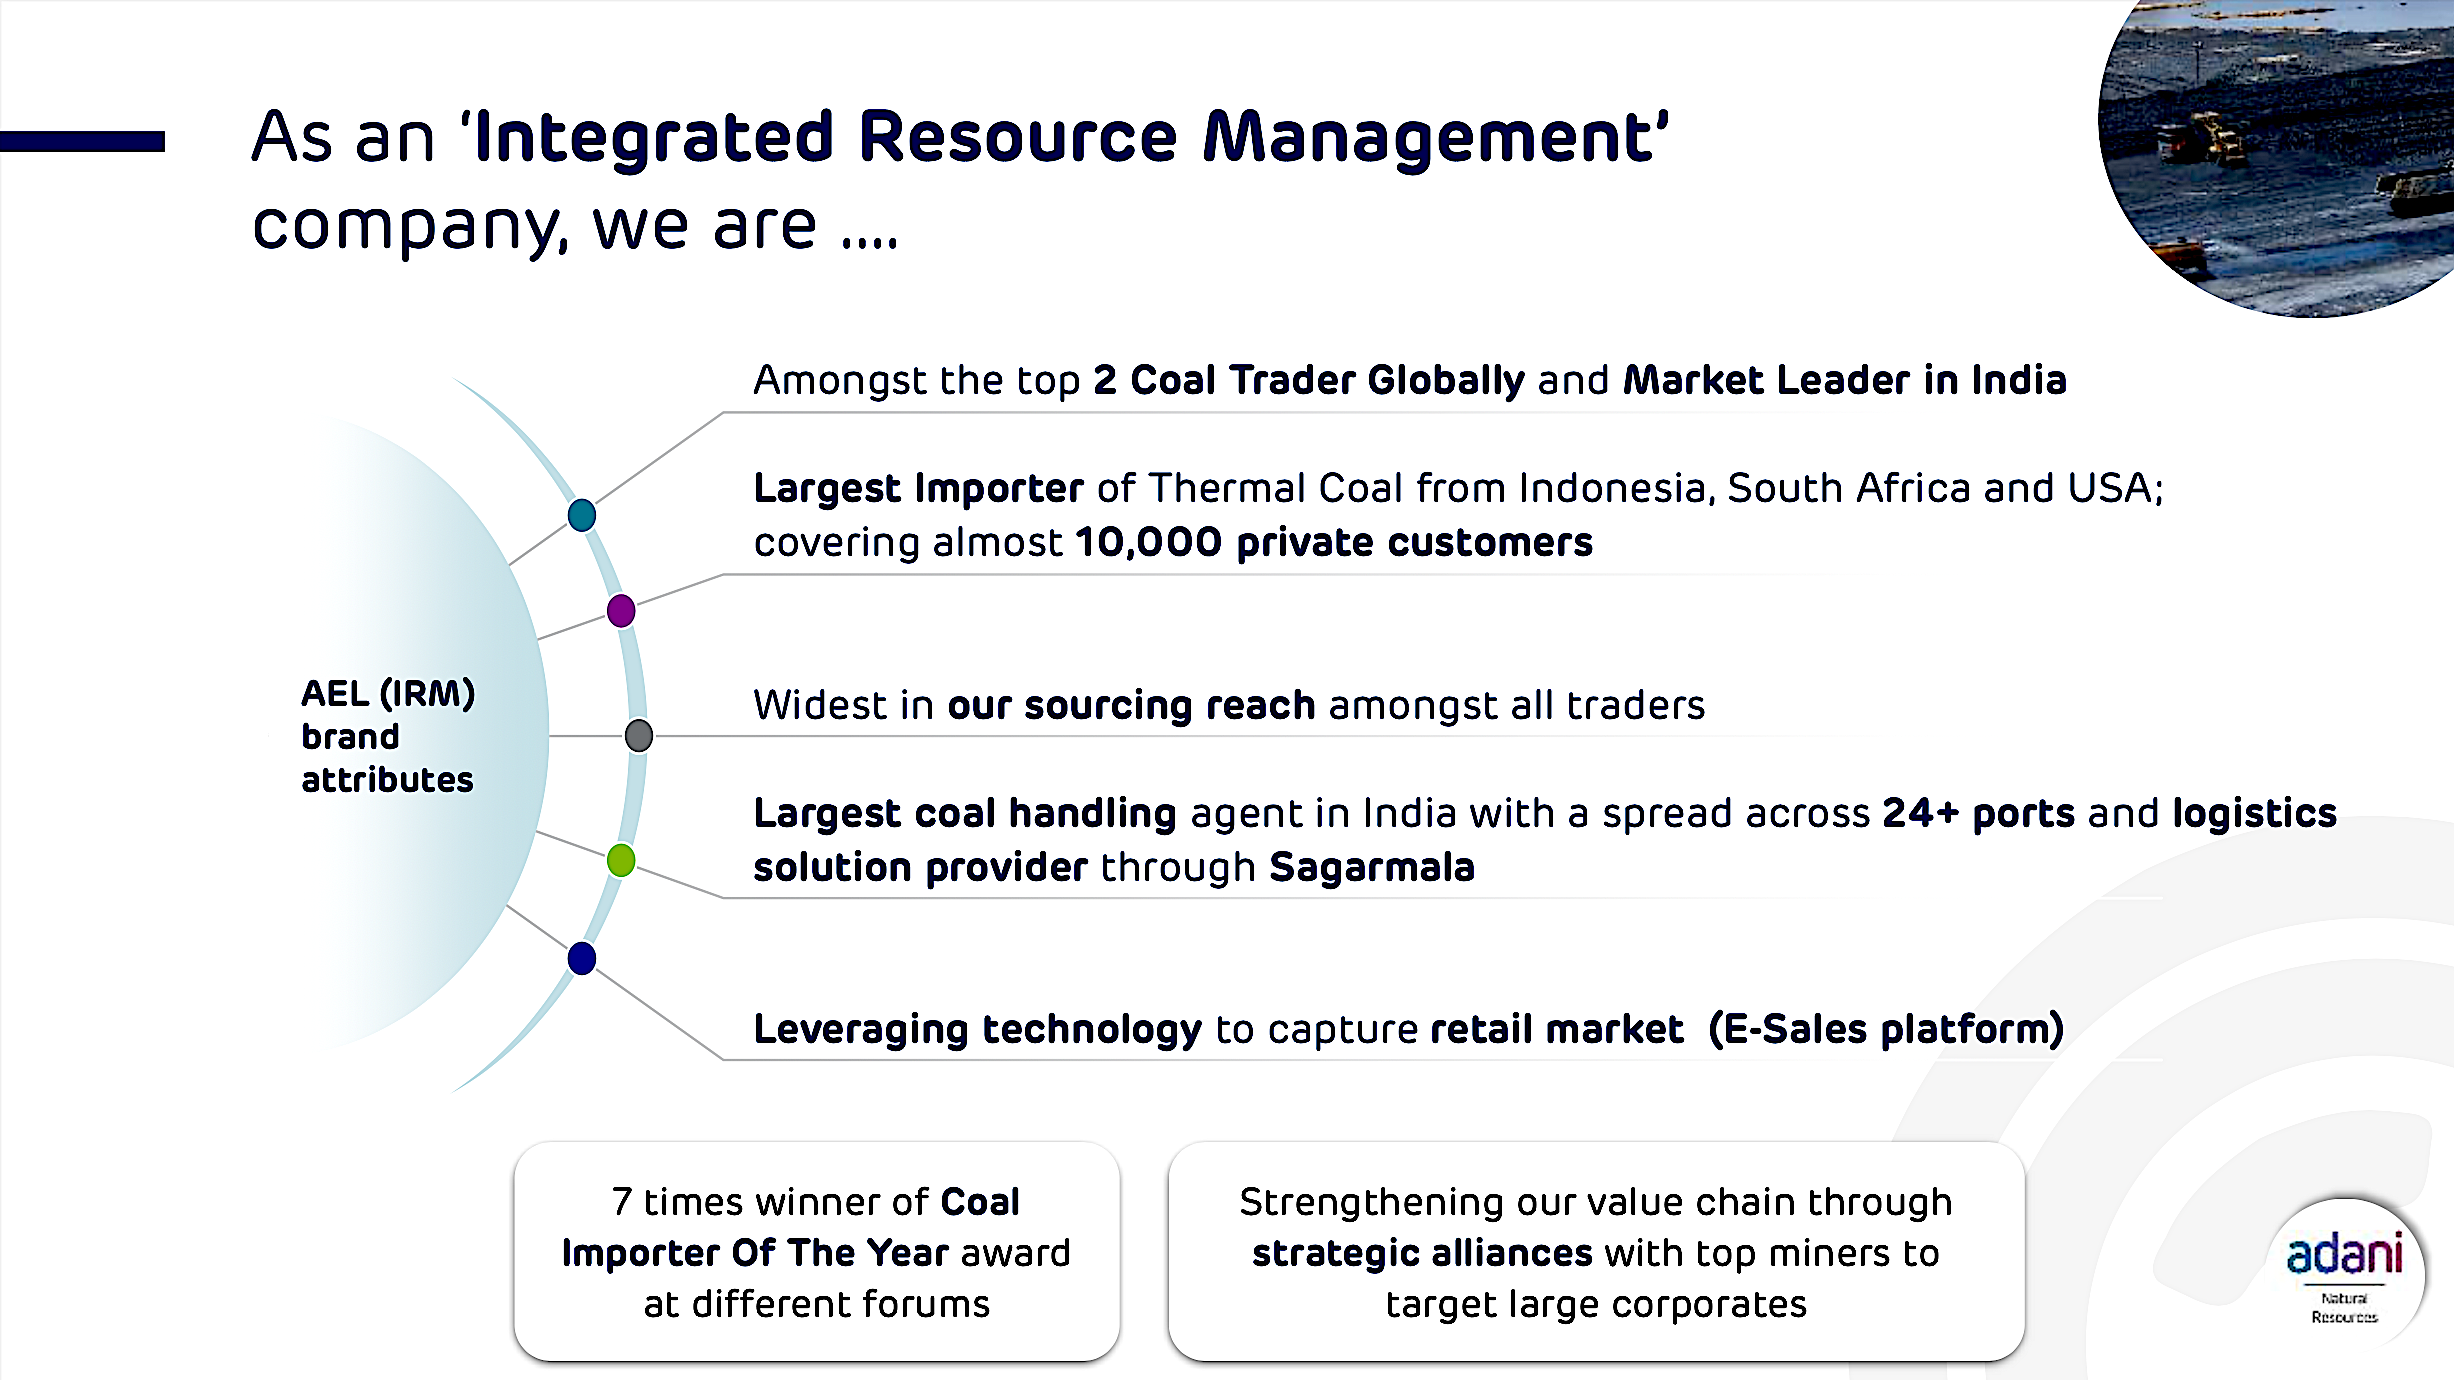 As an ‘Integrated Resource Management’
company, we are ....
Amongst the top 2 Coal Trader Globally and Market Leader in India
Largest Importer of Thermal Coal from Indonesia, South Africa and USA;
covering almost 10,000 private customers
AEL (IRM)
brand
attributes
Widest in our sourcing reach amongst all traders
Largest coal handling agent in India with a spread across 24+ ports and logistics
solution provider through Sagarmala
Leveraging technology to capture retail market (E-Sales platform)
7 times winner of Coal
Importer Of The Year award
at different forums
Strengthening our value chain through
strategic alliances with top miners to
target large corporates
adani
Natural
Resources